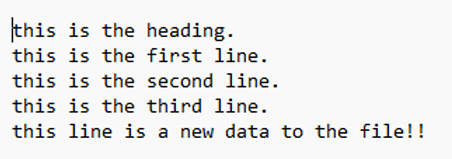 this is the heading.
this is the first line.
this is the second line.
this is the third line.
this line is a new data to the file!!